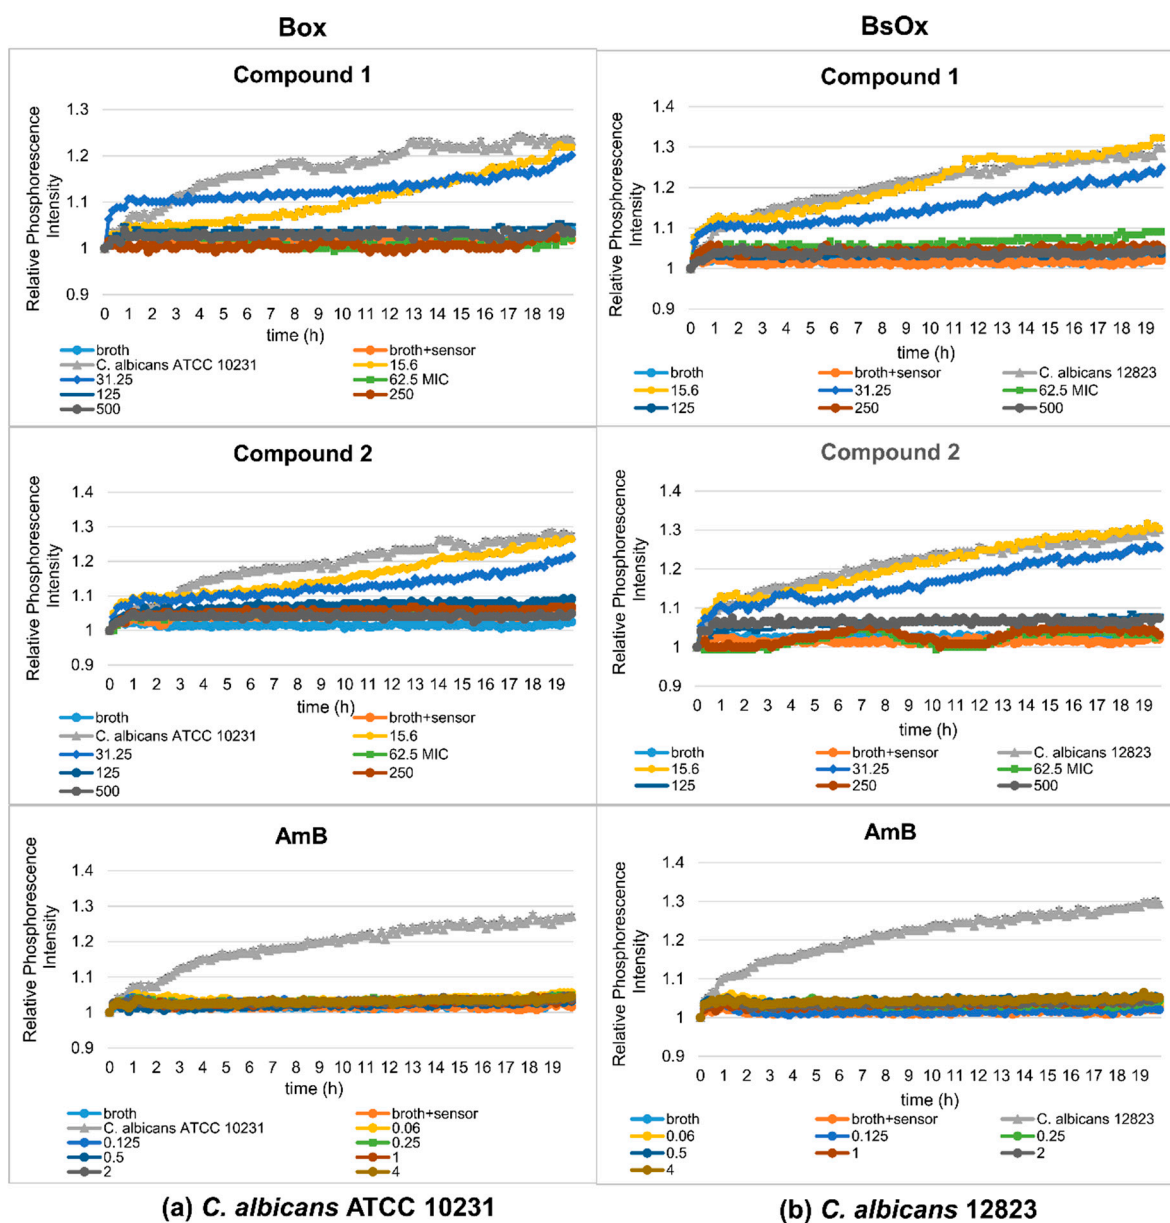 Box
BsOx
Compound 1
Relative Phosphorescence
Intensity
1.3
1.2
1.1
1
0.9
0 1 2 3 4 5 6 7 8 9 10 11 12 13 14 15 16 17 18 19
time (h)
broth broth+sensor
C. albicans ATCC 10231 15.6
31.25 62.5 MIC
125 250
500
Compound 1
Relative Phosphorescence
Intensity
1.4
1.3
1.2
1.1
1
0.9
0 1 2 3 4 5 6 7 8 9 10 11 12 13 14 15 16 17 18 19
time (h)
broth broth+sensor C. albicans 12823
15.6 31.25 62.5 MIC
125 250 500
Compound 2
Relative Phosphorescence
Intensity
1.4
1.3
1.2
1.1
1
0.9
0 1 2 3 4 5 6 7 8 9 10 11 12 13 14 15 16 17 18 19
time (h)
broth broth+sensor
C. albicans ATCC 10231 15.6
31.25 62.5 MIC
125 250
500
Compound 2
Relative Phosphorescence
Intensity
1.4
1.3
1.2
1.1
1
0.9
0 1 2 3 4 5 6 7 8 9 10 11 12 13 14 15 16 17 18 19
time (h)
broth broth+sensor C. albicans 12823
15.6 31.25 62.5 MIC
125 250 500
AmB
Relative Phosphorescence
Intensity
1.4
1.3
1.2
1.1
1
0.9
0 1 2 3 4 5 6 7 8 9 10 11 12 13 14 15 16 17 18 19
time (h)
broth broth+sensor
C. albicans ATCC 10231 0.06
0.125 0.25
0.5 1
2 4
AmB
Relative Phosphorescence
Intensity
1.4
1.3
1.2
1.1
1
0.9
0 1 2 3 4 5 6 7 8 9 10 11 12 13 14 15 16 17 18 19
time (h)
broth broth+sensor C. albicans 12823
0.06 0.125 0.25
0.5 1 2
4
(a) C. albicans ATCC 10231
(b) C. albicans 12823